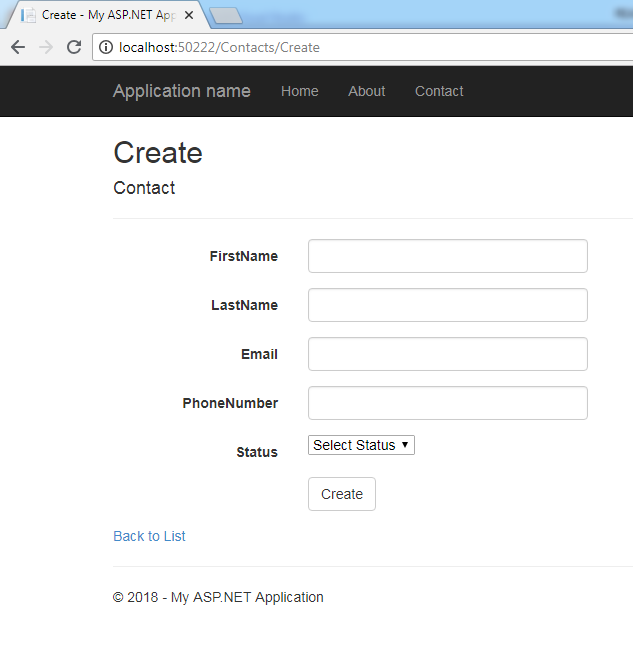 Create - My ASP.NET App
localhost:50222/Contacts/Create
Application name Home About Contact
Create
Contact
FirstName
LastName
Email
PhoneNumber
Status Select Status
Create
Back to List
© 2018 - My ASP.NET Application